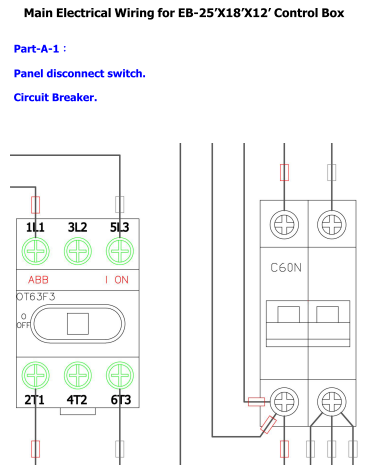 Main Electrical Wiring for EB-25′X18′X12′ Control Box
Part-A-1：
Panel disconnect switch.
Circuit Breaker.
1L1 3L2 5L3
ABB I ON
OT63F3
O
OFF
2T1 4T2 6T3
C60N